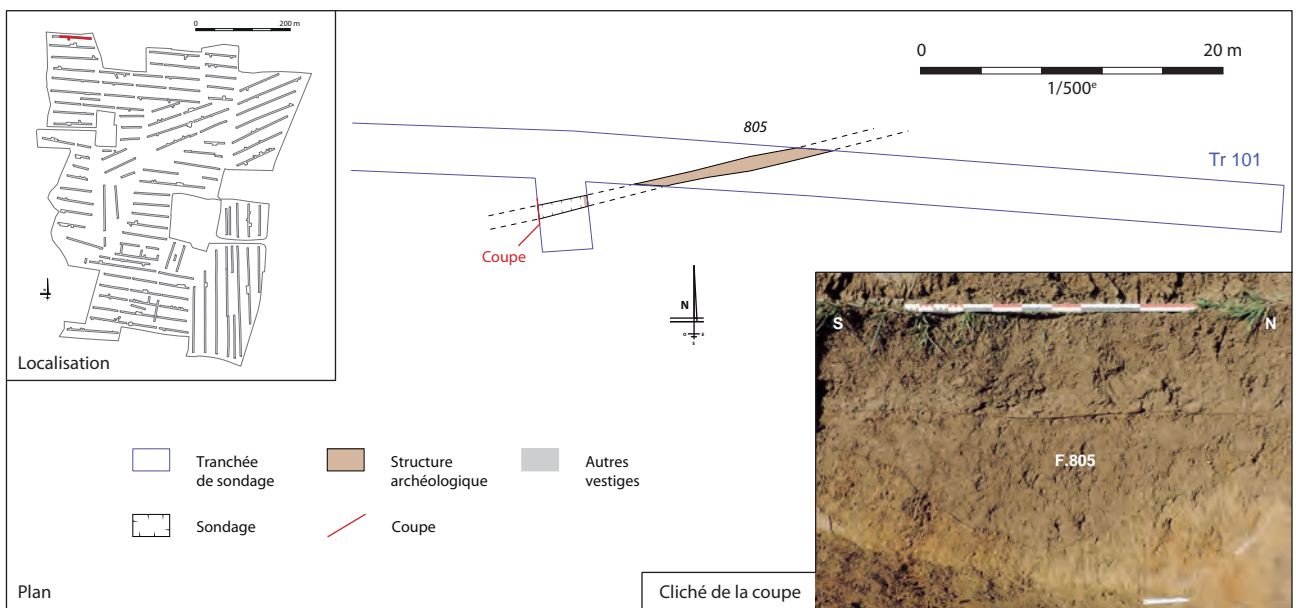 0 200 m
N
Localisation
0 20 m
1/500e
805
Tr 101
Coupe
N
O E
S
S N
F.805
Tranchée
de sondage
Structure
archéologique
Autres
vestiges
Sondage
Coupe
Plan
Cliché de la coupe